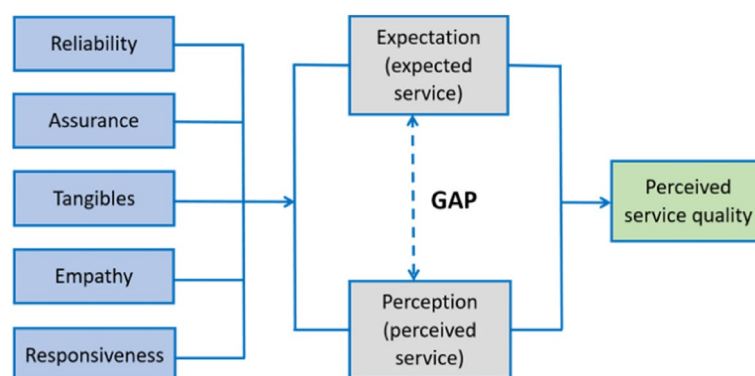 Reliability
Assurance
Tangibles
Empathy
Responsiveness
Expectation
(expected
service)
GAP
Perception
(perceived
service)
Perceived
service quality